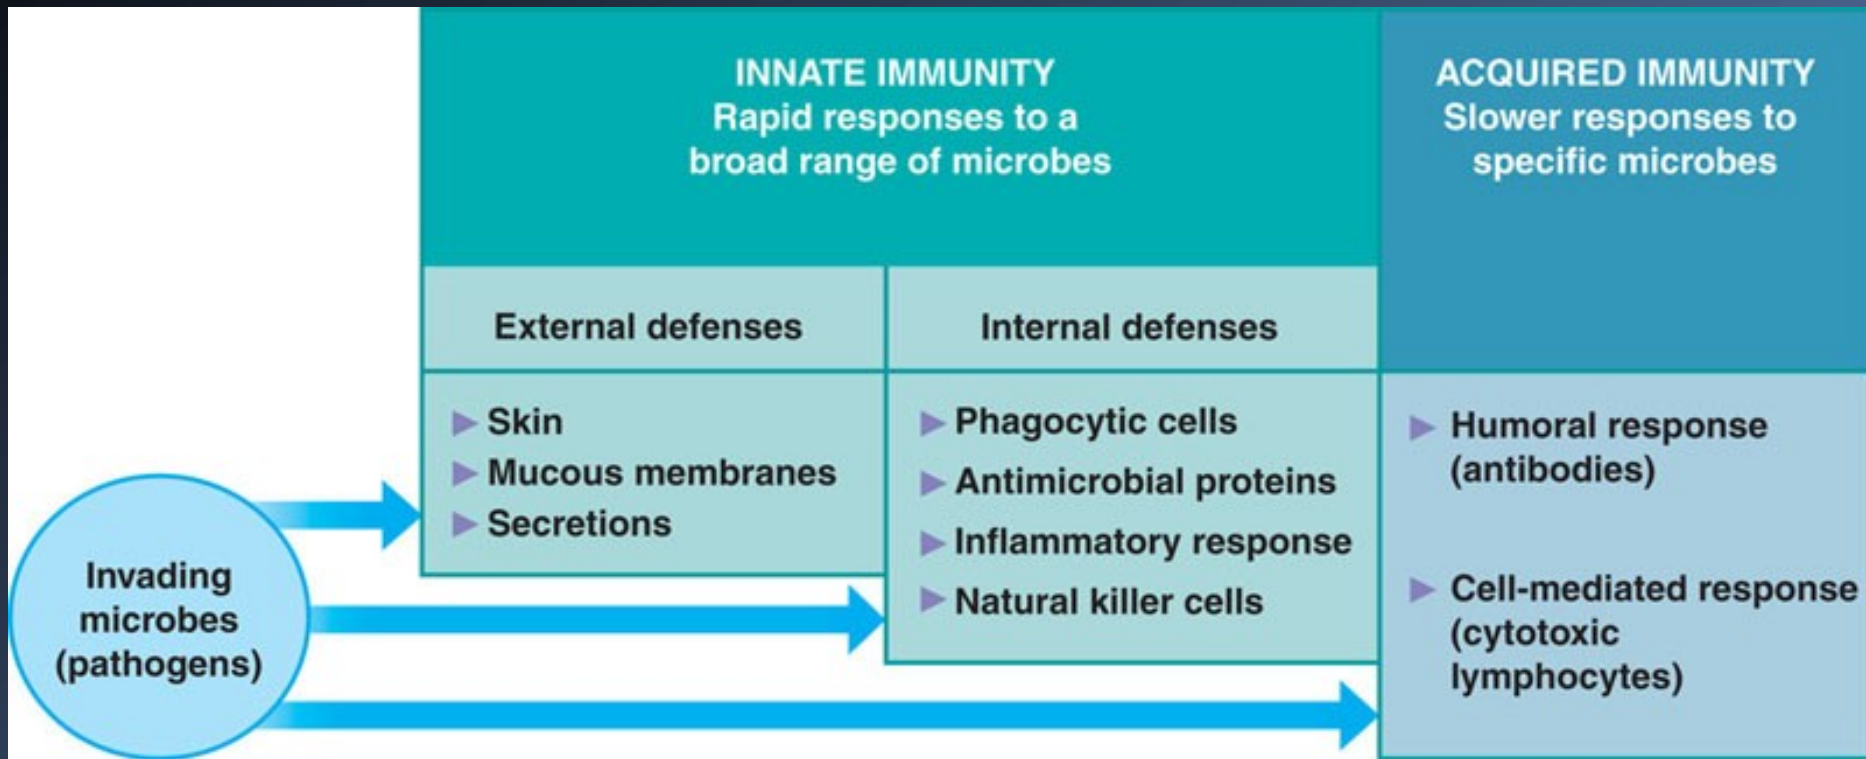 INNATE IMMUNITY
Rapid responses to a
broad range of microbes
ACQUIRED IMMUNITY
Slower responses to
specific microbes
External defenses
Internal defenses
Skin
Mucous membranes
Secretions
Phagocytic cells
Antimicrobial proteins
Inflammatory response
Natural killer cells
Humoral response
(antibodies)
Cell-mediated response
(cytotoxic
lymphocytes)
Invading
microbes
(pathogens)